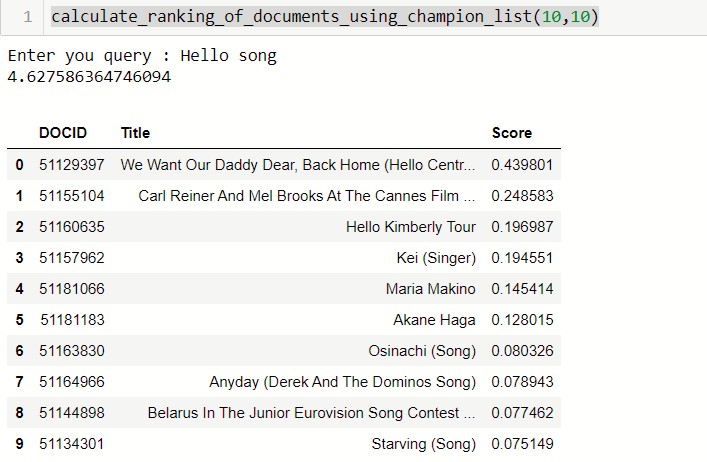 1 calculate_ranking_of_documents_using_champion_list(10,10)
Enter you query : Hello song
4.627586364746094
DOCID Title Score
0 51129397 We Want Our Daddy Dear, Back Home (Hello Centr... 0.439801
1 51155104 Carl Reiner And Mel Brooks At The Cannes Film ... 0.248583
2 51160635 Hello Kimberly Tour 0.196987
3 51157962 Kei (Singer) 0.194551
4 51181066 Maria Makino 0.145414
5 51181183 Akane Haga 0.128015
6 51163830 Osinachi (Song) 0.080326
7 51164966 Anyday (Derek And The Dominos Song) 0.078943
8 51144898 Belarus In The Junior Eurovision Song Contest ... 0.077462
9 51134301 Starving (Song) 0.075149